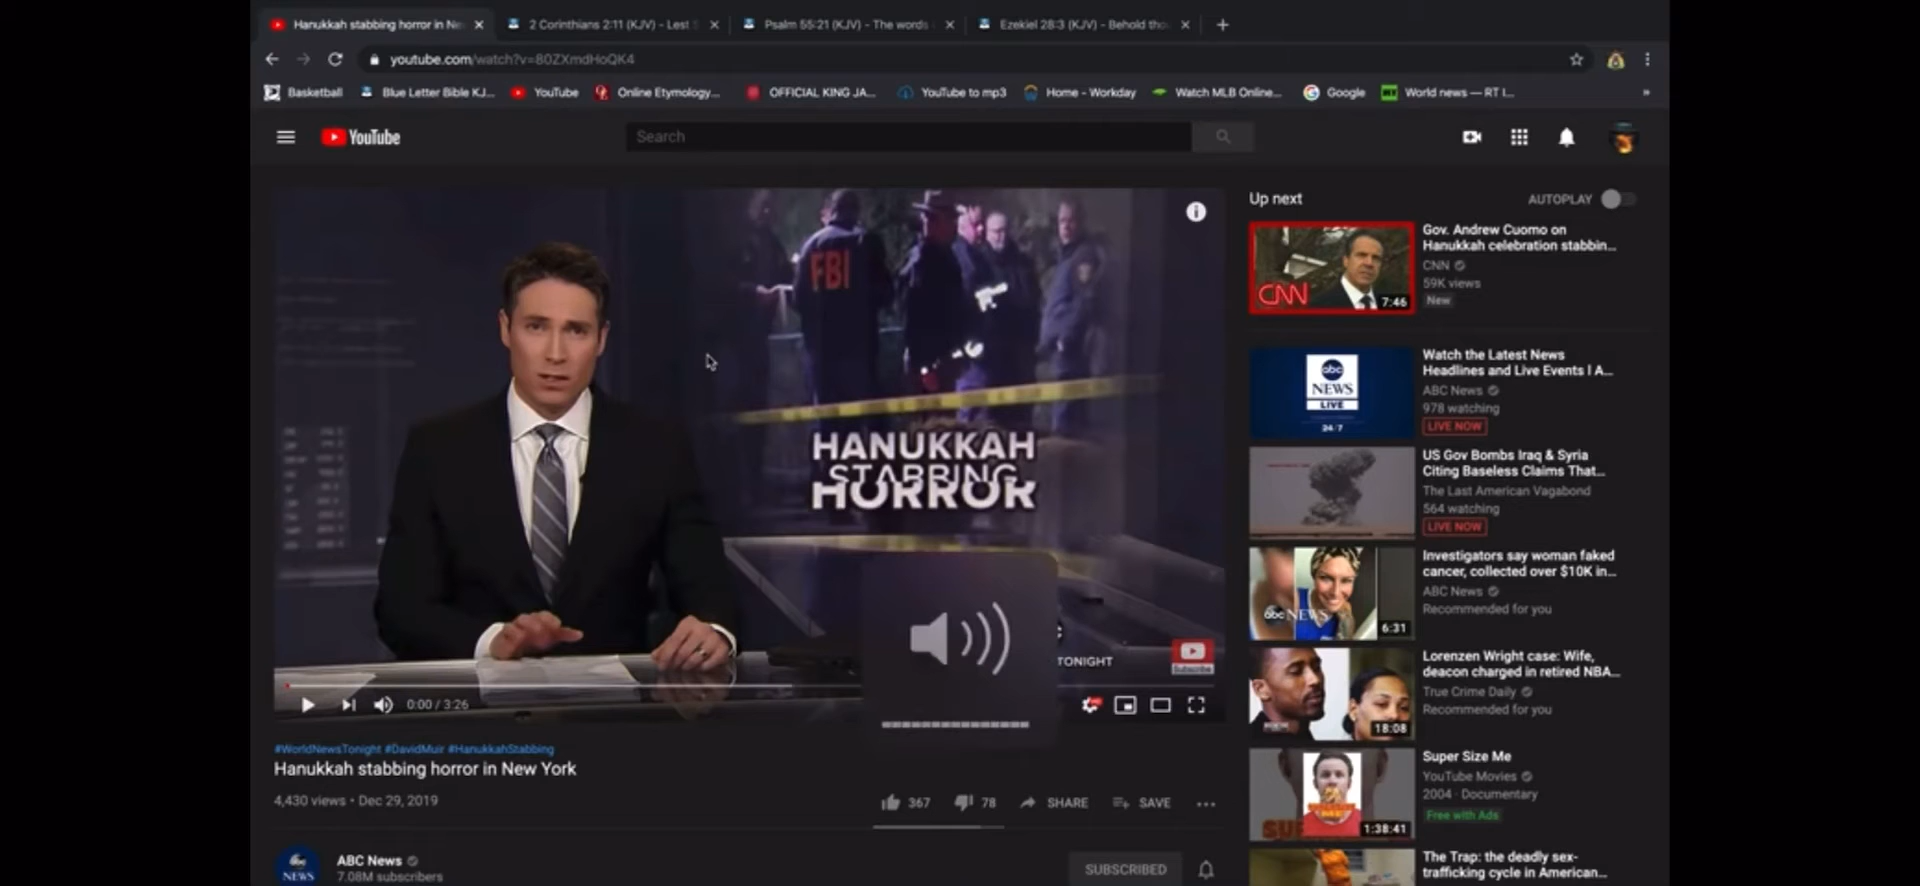 Hanukkah stabbing horror in Ne
2 Corinthians 2:11 (KJV) - Lest S
Psalm 55:21 (KJV) - The words
Ezekiel 28:3 (KJV) - Behold tho
youtube.com/watch?v=80ZXmdHoQK4
Basketball
Blue Letter Bible KJ...
YouTube
Online Etymology...
OFFICIAL KING JA...
YouTube to mp3
Home - Workday
Watch MLB Online...
Google
World news — RT I...
YouTube
Search
FBI
HANUKKAH
STABBING
HORROR
TONIGHT
Subscribe
0:00 / 3:26
#WorldNewsTonight #DavidMuir #HanukkahStabbing
Hanukkah stabbing horror in New York
4,430 views • Dec 29, 2019
367
78
SHARE
SAVE
abc NEWS
ABC News
7.08M subscribers
SUBSCRIBED
Up next
AUTOPLAY
CNN
7:46
Gov. Andrew Cuomo on
Hanukkah celebration stabbin...
CNN
59K views
New
abc
NEWS
LIVE
24/7
Watch the Latest News
Headlines and Live Events l A...
ABC News
978 watching
LIVE NOW
US Gov Bombs Iraq & Syria
Citing Baseless Claims That...
The Last American Vagabond
564 watching
LIVE NOW
abc NEWS
6:31
Investigators say woman faked
cancer, collected over $10K in...
ABC News
Recommended for you
18:08
Lorenzen Wright case: Wife,
deacon charged in retired NBA...
True Crime Daily
Recommended for you
1:38:41
Super Size Me
YouTube Movies
2004 · Documentary
Free with Ads
The Trap: the deadly sex-
trafficking cycle in American...